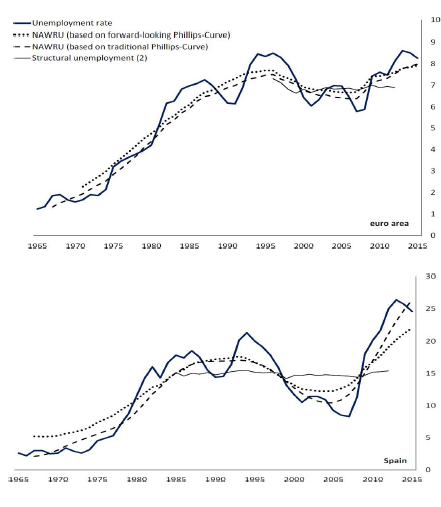 Unemployment rate
NAWRU (based on forward-looking Phillips-Curve)
NAWRU (based on traditional Phillips-Curve)
Structural unemployment (2)
10
9
8
7
6
5
4
3
2
1
0
euro area
1965 1970 1975 1980 1985 1990 1995 2000 2005 2010 2015
30
25
20
15
10
5
0
Spain
1965 1970 1975 1980 1985 1990 1995 2000 2005 2010 2015